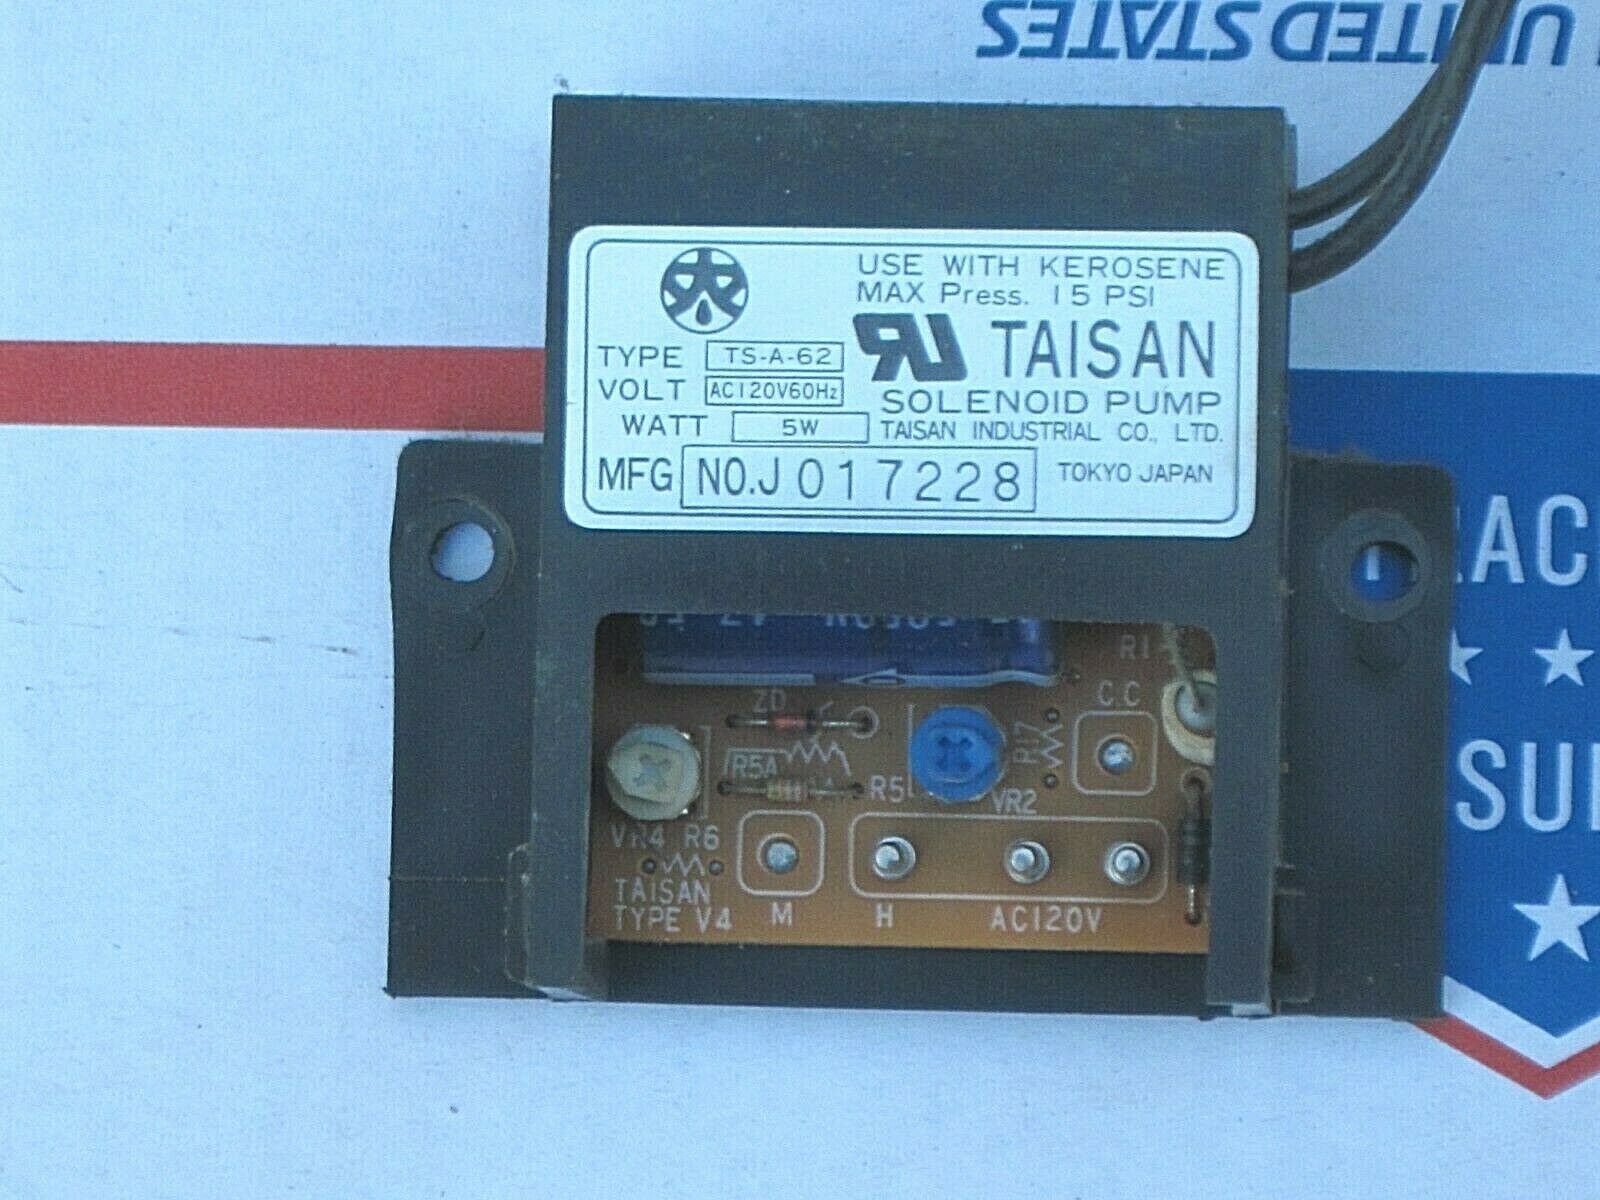 UNITED STATES
USE WITH KEROSENE
MAX Press. 15 PSI
TAISAN
TYPE TS-A-62
VOLT AC120V60Hz
SOLENOID PUMP
WATT 5W
TAISAN INDUSTRIAL CO., LTD.
MFG NO.J 017228
TOKYO JAPAN
R1
C.C
ZD
R17
R5A
R5
VR2
VR4 R6
TAISAN
TYPE V4
M
H
AC120V